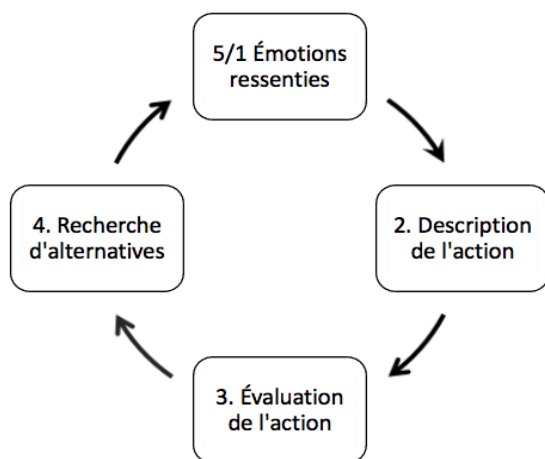 5/1 Émotions
ressenties
2. Description
de l'action
3. Évaluation
de l'action
4. Recherche
d'alternatives